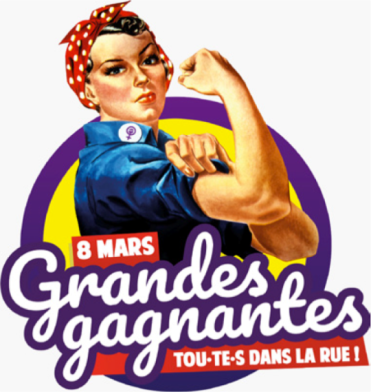 8 MARS
Grandes
gagnantes
TOU·TE·S DANS LA RUE !